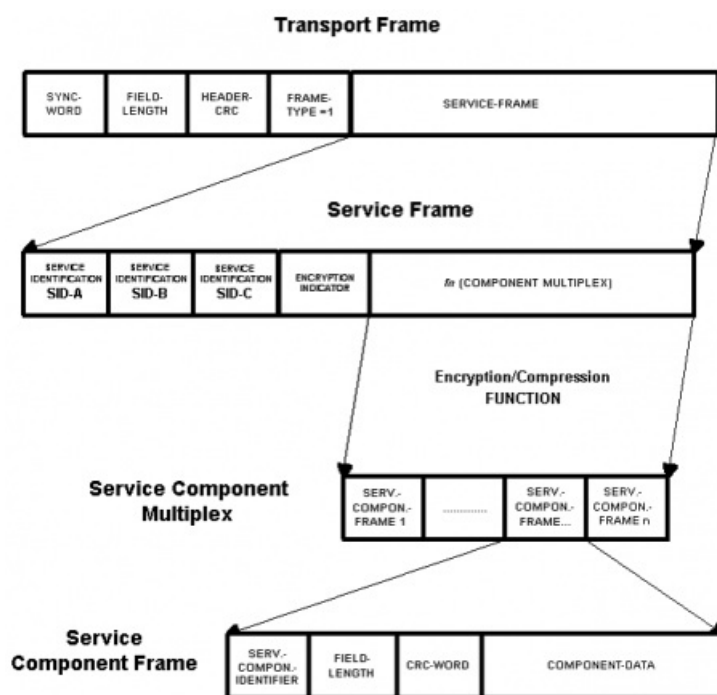 Transport Frame
SYNC-
WORD
FIELD-
LENGTH
HEADER-
CRC
FRAME-
TYPE =1
SERVICE-FRAME
Service Frame
SERVICE
IDENTIFICATION
SID-A
SERVICE
IDENTIFICATION
SID-B
SERVICE
IDENTIFICATION
SID-C
ENCRYPTION
INDICATOR
fn (COMPONENT MULTIPLEX)
Encryption/Compression
FUNCTION
Service Component
Multiplex
SERV.-
COMPON.-
FRAME 1
..............
SERV.-
COMPON.-
FRAME...
SERV.-
COMPON.-
FRAME n
Service
Component Frame
SERV.-
COMPON.-
IDENTIFIER
FIELD-
LENGTH
CRC-WORD
COMPONENT-DATA